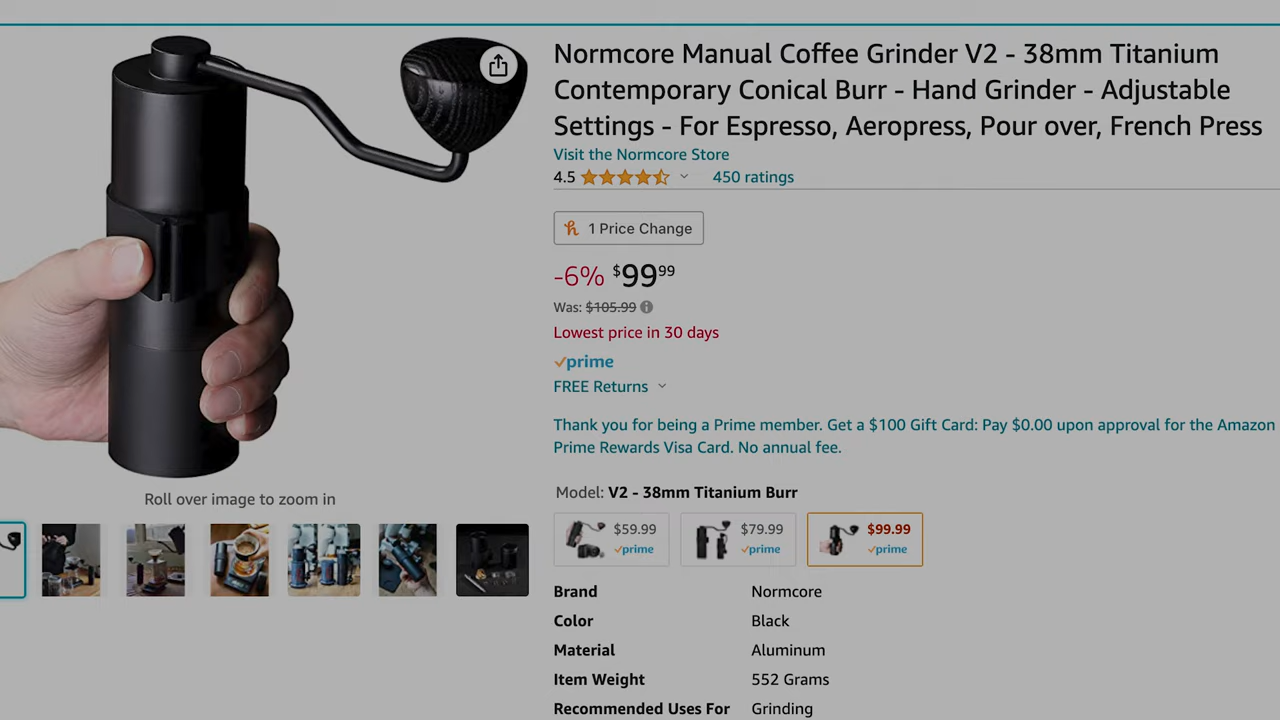 Normcore Manual Coffee Grinder V2 - 38mm Titanium
Contemporary Conical Burr - Hand Grinder - Adjustable
Settings - For Espresso, Aeropress, Pour over, French Press
Visit the Normcore Store
4.5 450 ratings
1 Price Change
-6% $99 99
Was: $105.99
Lowest price in 30 days
prime
FREE Returns
Thank you for being a Prime member. Get a $100 Gift Card: Pay $0.00 upon approval for the Amazon
Prime Rewards Visa Card. No annual fee.
Roll over image to zoom in
Model: V2 - 38mm Titanium Burr
$59.99 $79.99 $99.99
prime prime prime
Brand Normcore
Color Black
Material Aluminum
Item Weight 552 Grams
Recommended Uses For Grinding